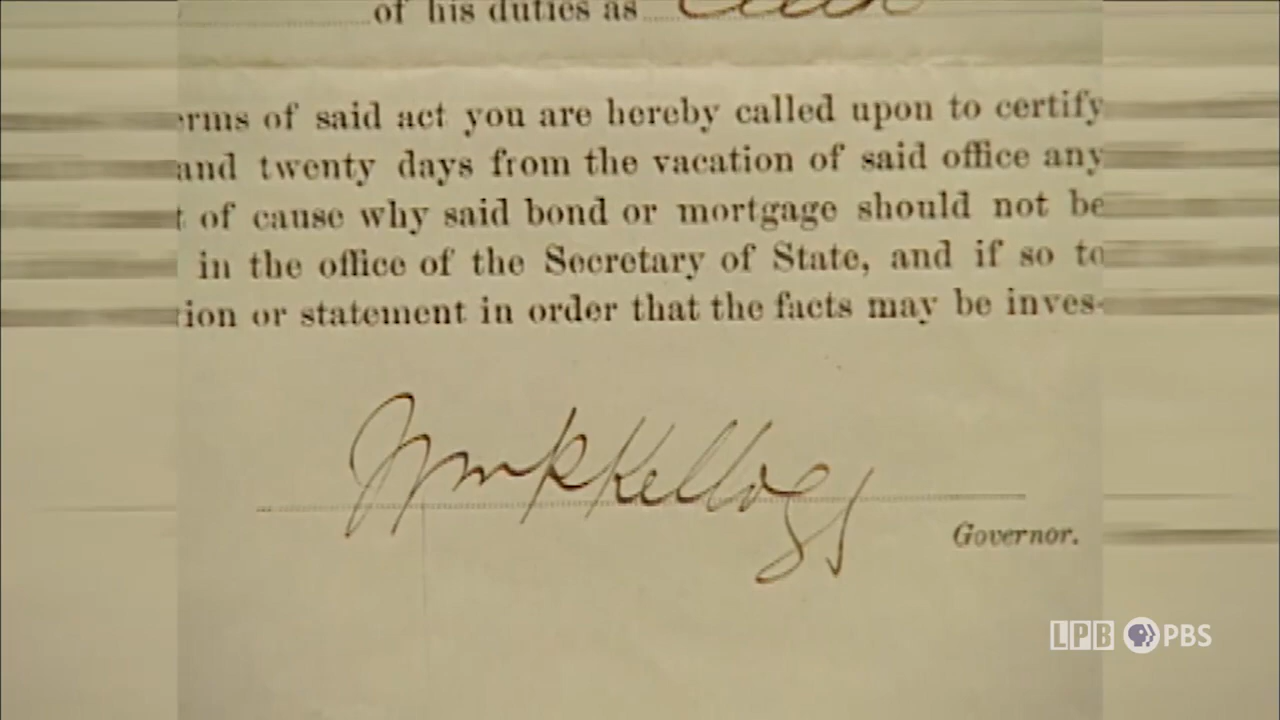 of his duties as
erms of said act you are hereby called upon to certify
and twenty days from the vacation of said office any
t of cause why said bond or mortgage should not be
in the office of the Secretary of State, and if so to
tion or statement in order that the facts may be inves-
Wm P Kellogg
Governor.
LPB PBS